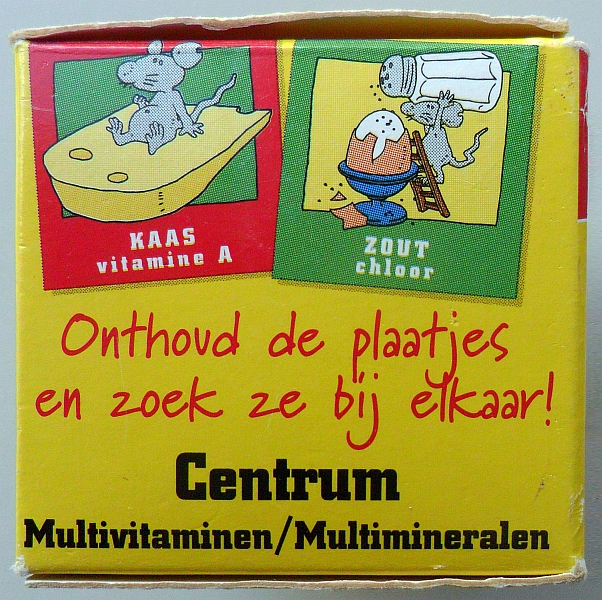 KAAS
vitamine A
ZOUT
chloor
Onthoud de plaatjes
en zoek ze bij elkaar!
Centrum
Multivitaminen/Multimineralen